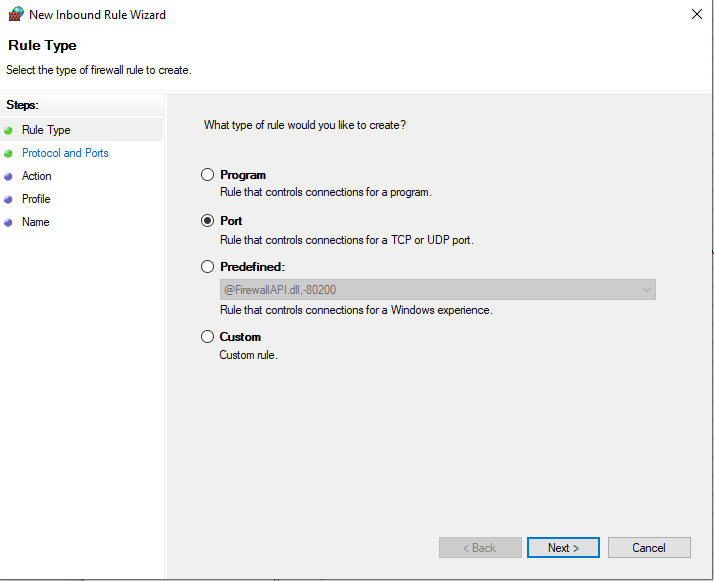 New Inbound Rule Wizard
Rule Type
Select the type of firewall rule to create.
Steps:
Rule Type
Protocol and Ports
Action
Profile
Name
What type of rule would you like to create?
Program
Rule that controls connections for a program.
Port
Rule that controls connections for a TCP or UDP port.
Predefined:
@FirewallAPI.dll,-80200
Rule that controls connections for a Windows experience.
Custom
Custom rule.
< Back
Next >
Cancel